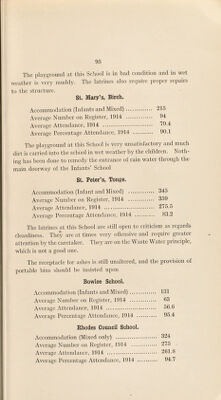 95
The playground at this School is in bad condition and in wet
weather is very muddy. The latrines also require proper repairs
to the structure.
St. Mary's, Birch.
Accommodation (Infants and Mixed) ............ 215
Average Number on Register, 1914 ............ 94
Average Attendance, 1914 ........................ 79.4
Average Percentage Attendance, 1914 ......... 90.1
The playground at this School is very unsatisfactory and much
dirt is carried into the school in wet weather by the children. Noth-
ing has been done to remedy the entrance of rain water through the
main doorway of the Infants' School
St. Peter's, Tonge.
Accommodation (Infant and Mixed) ............ 345
Average Number on Register, 1914 ............ 339
Average Attendance, 1914 ........................ 275.5
Average Percentage Attendance, 1914 ......... 83.2
The latrines at this School are still open to criticism as regards
cleanliness. They are at times very offensive and require greater
attention by the caretaker. They are on the Waste Water principle,
which is not a good one.
The receptacle for ashes is still unaltered, and the provision of
portable bins should be insisted upon
Bowlee School.
Accommodation (Infants and Mixed) ............ 131
Average Number on Register, 1914 ............ 63
Average Attendance, 1914 ........................ 56.6
Average Percentage Attendance, 1914 ......... 95.4
Rhodes Council School.
Accommodation (Mixed only) .................... 324
Average Number on Register, 1914 ............ 275
Average Attendance, 1914 ........................ 261.8
Average Percentage Attendance, 1914 ......... 94.7